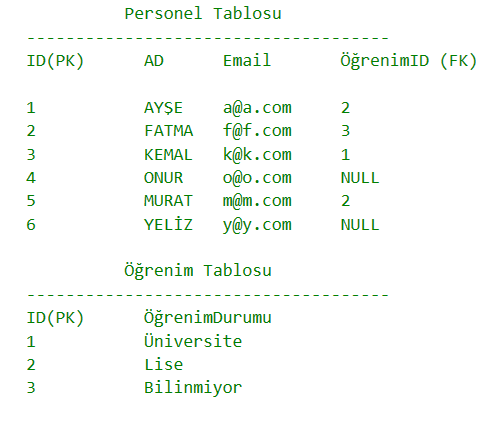 Personel Tablosu
-------------------------------------
ID(PK) AD Email ÖğrenimID (FK)
1 AYŞE a@a.com 2
2 FATMA f@f.com 3
3 KEMAL k@k.com 1
4 ONUR o@o.com NULL
5 MURAT m@m.com 2
6 YELİZ y@y.com NULL
Öğrenim Tablosu
-------------------------------------
ID(PK) ÖğrenimDurumu
1 Üniversite
2 Lise
3 Bilinmiyor